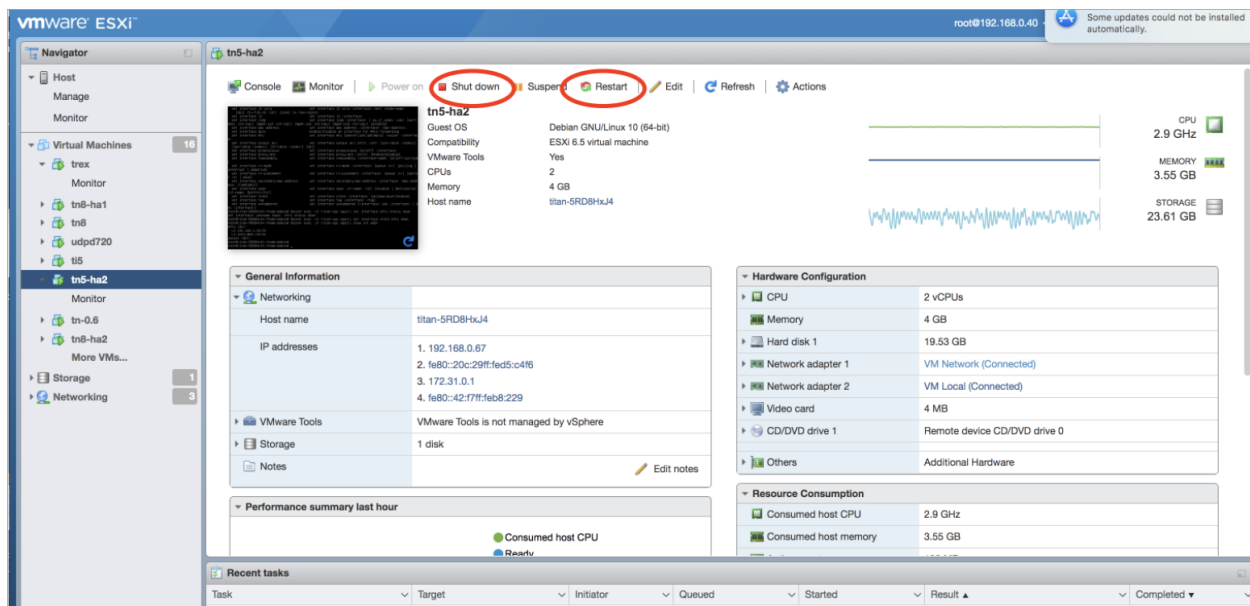 vmware ESXi
root@192.168.0.40
Some updates could not be installed
automatically.
Navigator
Host
Manage
Monitor
Virtual Machines 16
trex
Monitor
tn8-ha1
tn8
udpd720
ti5
tn5-ha2
Monitor
tn-0.6
tn8-ha2
More VMs...
Storage 1
Networking 3
tn5-ha2
Console Monitor Power on Shut down Suspend Restart Edit Refresh Actions
tn5-ha2
Guest OS Debian GNU/Linux 10 (64-bit)
Compatibility ESXi 6.5 virtual machine
VMware Tools Yes
CPUs 2
Memory 4 GB
Host name titan-5RD8HxJ4
CPU
2.9 GHz
MEMORY
3.55 GB
STORAGE
23.61 GB
General Information
Networking
Host name titan-5RD8HxJ4
IP addresses 1. 192.168.0.67
2. fe80::20c:29ff:fed5:c4f6
3. 172.31.0.1
4. fe80::42:f7ff:feb8:229
VMware Tools VMware Tools is not managed by vSphere
Storage 1 disk
Notes Edit notes
Performance summary last hour
Consumed host CPU
Ready
Hardware Configuration
CPU 2 vCPUs
Memory 4 GB
Hard disk 1 19.53 GB
Network adapter 1 VM Network (Connected)
Network adapter 2 VM Local (Connected)
Video card 4 MB
CD/DVD drive 1 Remote device CD/DVD drive 0
Others Additional Hardware
Resource Consumption
Consumed host CPU 2.9 GHz
Consumed host memory 3.55 GB
Recent tasks
Task Target Initiator Queued Started Result ▲ Completed ▼